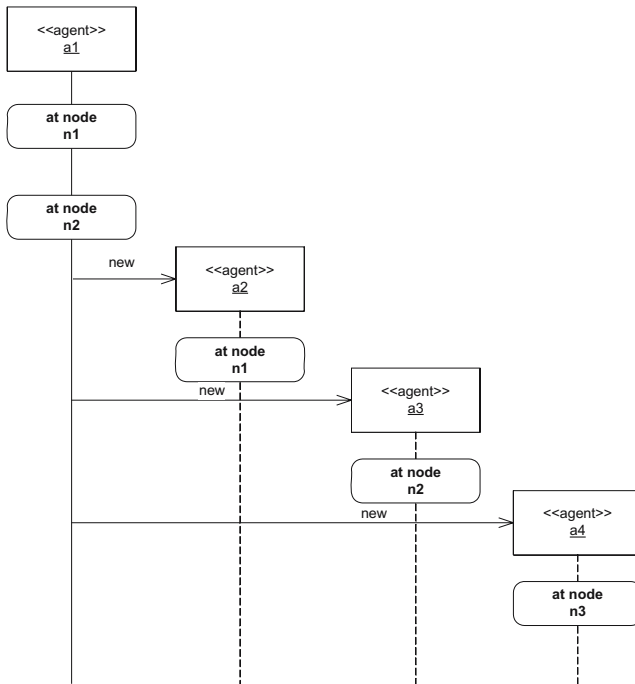 <<agent>>
a1
at node
n1
at node
n2
new
<<agent>>
a2
at node
n1
new
<<agent>>
a3
at node
n2
new
<<agent>>
a4
at node
n3